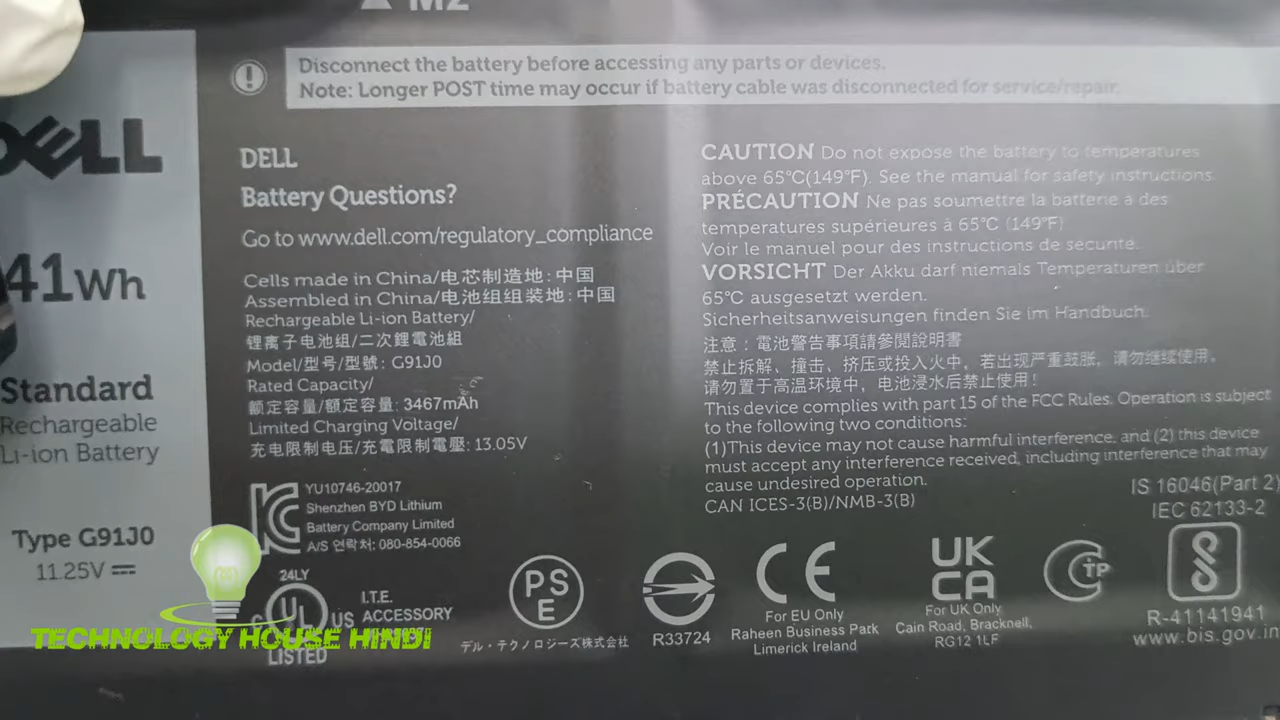 M2
Disconnect the battery before accessing any parts or devices.
Note: Longer POST time may occur if battery cable was disconnected for service/repair.
DELL
41Wh
Standard
Rechargeable
Li-ion Battery
Type G91J0
11.25V
DELL
Battery Questions?
Go to www.dell.com/regulatory_compliance
Cells made in China/电芯制造地:中国
Assembled in China/电池组组装地:中国
Rechargeable Li-ion Battery/
锂离子电池组/二次鋰電池組
Model/型号/型號: G91J0
Rated Capacity/
额定容量/額定容量: 3467mAh
Limited Charging Voltage/
充电限制电压/充電限制電壓: 13.05V
YU10746-20017
Shenzhen BYD Lithium
Battery Company Limited
A/S 연락처: 080-854-0066
24LY
c UL US
LISTED
I.T.E.
ACCESSORY
CAUTION Do not expose the battery to temperatures
above 65°C(149°F). See the manual for safety instructions.
PRÉCAUTION Ne pas soumettre la batterie à des
températures supérieures à 65°C (149°F)
Voir le manuel pour des instructions de sécurité.
VORSICHT Der Akku darf niemals Temperaturen über
65°C ausgesetzt werden.
Sicherheitsanweisungen finden Sie im Handbuch.
注意:電池警告事項請參閱說明書
禁止拆解、撞击、挤压或投入火中。若出现严重鼓胀,请勿继续使用。
请勿置于高温环境中,电池浸水后禁止使用!
This device complies with part 15 of the FCC Rules. Operation is subject
to the following two conditions:
(1)This device may not cause harmful interference, and (2) this device
must accept any interference received, including interference that may
cause undesired operation.
CAN ICES-3(B)/NMB-3(B)
IS 16046(Part 2)
IEC 62133-2
PS
E
デル・テクノロジーズ株式会社
R33724
CE
For EU Only
Raheen Business Park
Limerick Ireland
UK
CA
For UK Only
Cain Road, Bracknell,
RG12 1LF
TP
R-41141941
www.bis.gov.in
TECHNOLOGY HOUSE HINDI